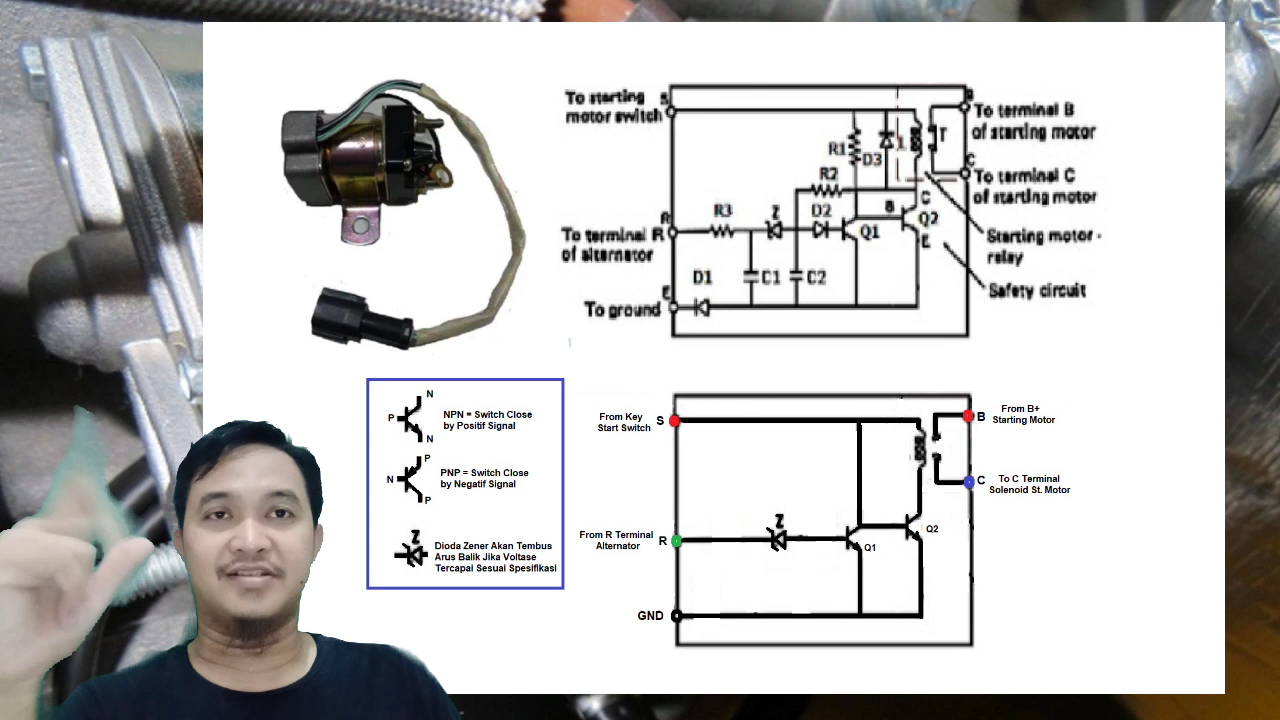 To starting
motor switch
S
B
To terminal B
of starting motor
T
R1
D3
C
To terminal C
of starting motor
R2
C
B
Q2
R
R3
Z
D2
Q1
E
To terminal R
of alternator
Starting motor -
relay
D1
C1
C2
E
To ground
Safety circuit
N
P
N
NPN = Switch Close
by Positif Signal
P
N
P
PNP = Switch Close
by Negatif Signal
Z
Dioda Zener Akan Tembus
Arus Balik Jika Voltase
Tercapai Sesuai Spesifikasi
From Key
Start Switch
S
B
From B+
Starting Motor
C
To C Terminal
Solenoid St. Motor
From R Terminal
Alternator
R
Z
Q1
Q2
GND